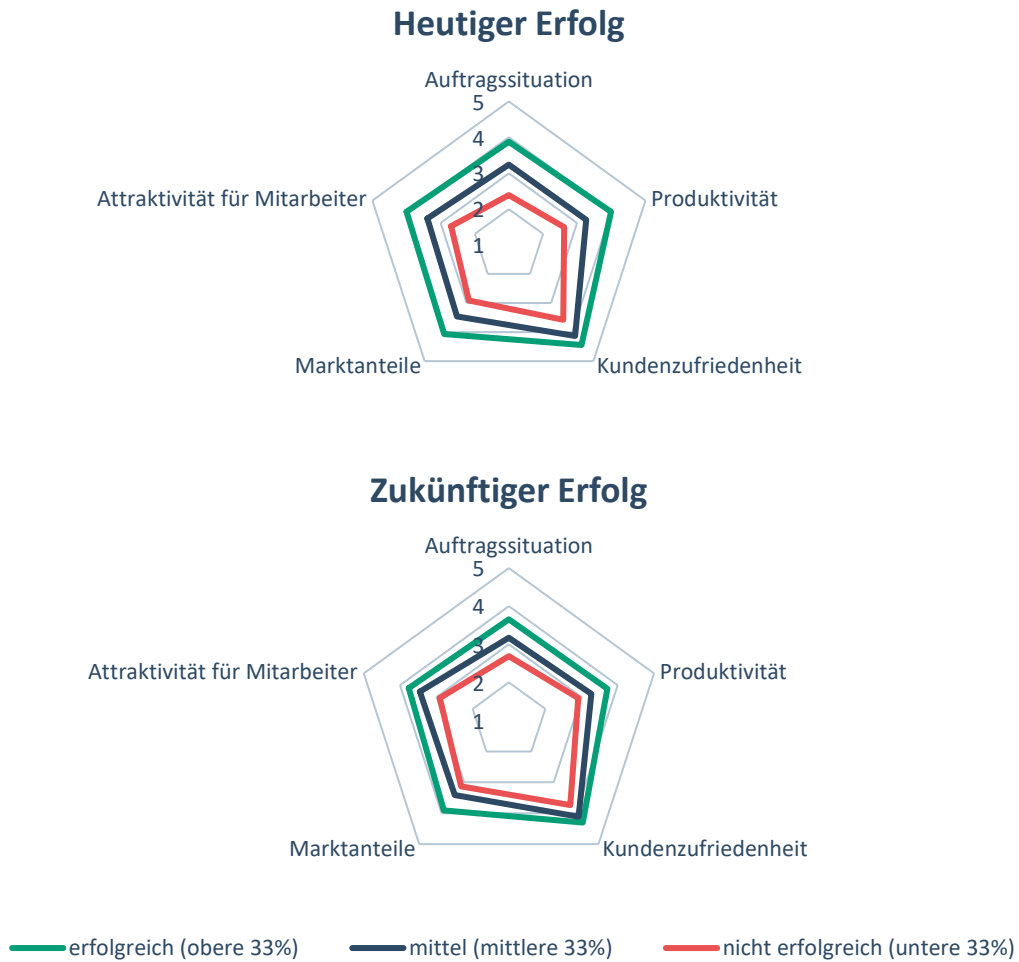 Heutiger Erfolg
Auftragssituation
5
4
3
2
1
Attraktivität für Mitarbeiter
Produktivität
Marktanteile
Kundenzufriedenheit
Zukünftiger Erfolg
Auftragssituation
5
4
3
2
1
Attraktivität für Mitarbeiter
Produktivität
Marktanteile
Kundenzufriedenheit
erfolgreich (obere 33%)
mittel (mittlere 33%)
nicht erfolgreich (untere 33%)